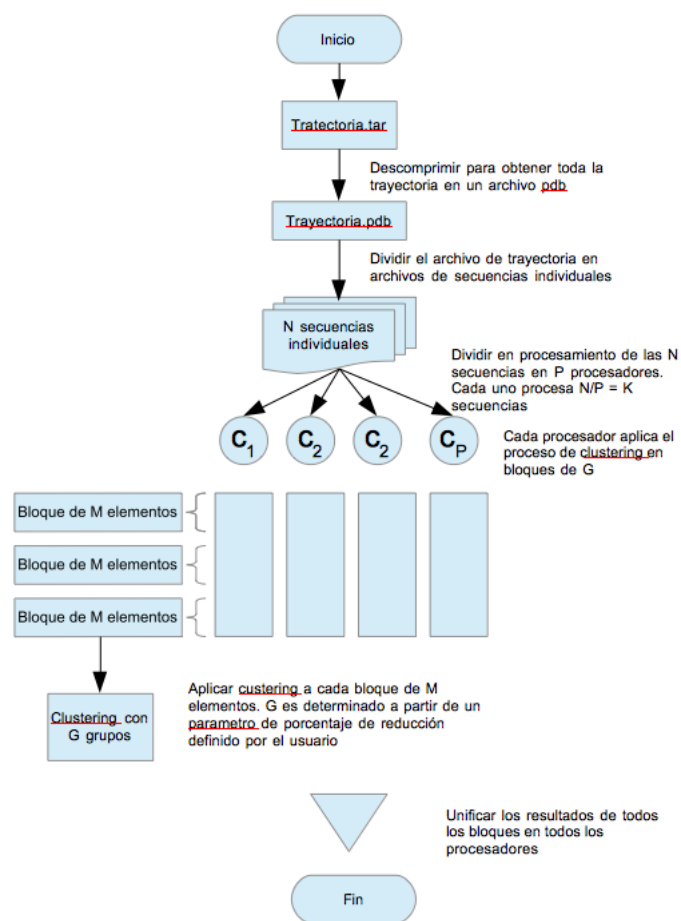 Inicio
Tratectoria.tar
Descomprimir para obtener toda la
trayectoria en un archivo pdb
Trayectoria.pdb
Dividir el archivo de trayectoria en
archivos de secuencias individuales
N secuencias
individuales
Dividir en procesamiento de las N
secuencias en P procesadores.
Cada uno procesa N/P = K
secuencias
C1
C2
C2
CP
Cada procesador aplica el
proceso de clustering en
bloques de G
Bloque de M elementos
Bloque de M elementos
Bloque de M elementos
Clustering con
G grupos
Aplicar custering a cada bloque de M
elementos. G es determinado a partir de un
parametro de porcentaje de reducción
definido por el usuario
Unificar los resultados de todos
los bloques en todos los
procesadores
Fin